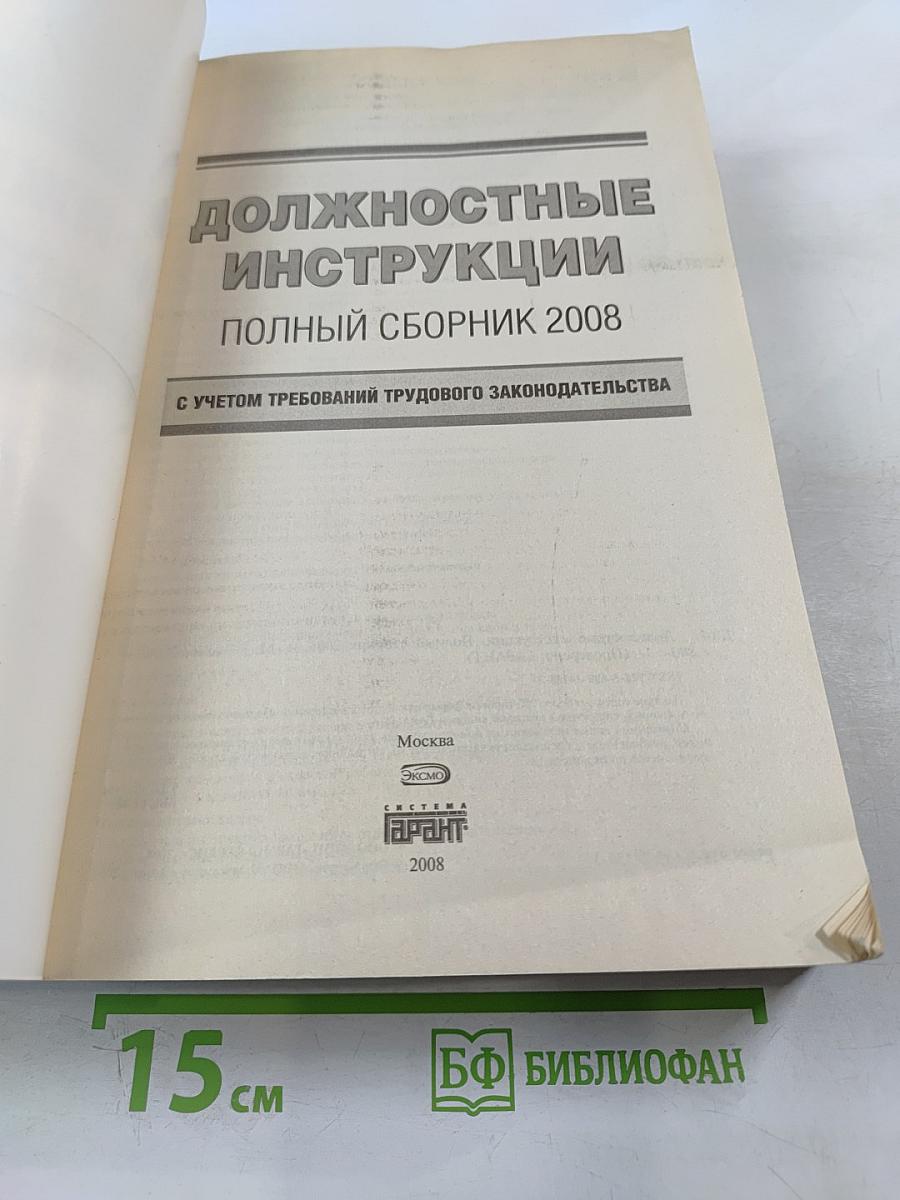 ДОЛЖНОСТНЫЕ
ИНСТРУКЦИИ
ПОЛНЫЙ СБОРНИК 2008
С УЧЕТОМ ТРЕБОВАНИЙ ТРУДОВОГО ЗАКОНОДАТЕЛЬСТВА
Москва
ЭКСМО
СИСТЕМА
ГАРАНТ
2008
15 см
БФ БИБЛИОФАН